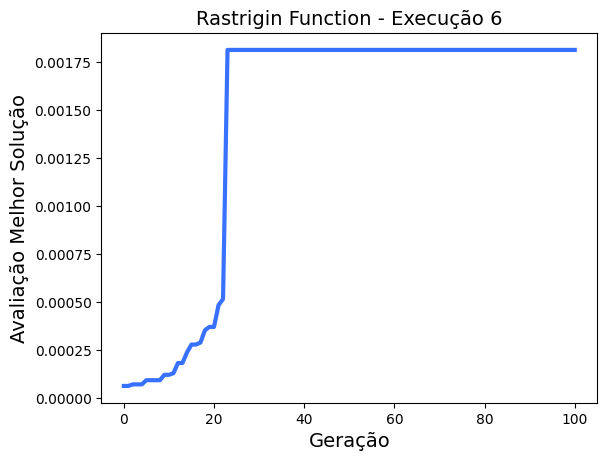 Rastrigin Function - Execução 6
Avaliação Melhor Solução
0.00175
0.00150
0.00125
0.00100
0.00075
0.00050
0.00025
0.00000
0 20 40 60 80 100
Geração